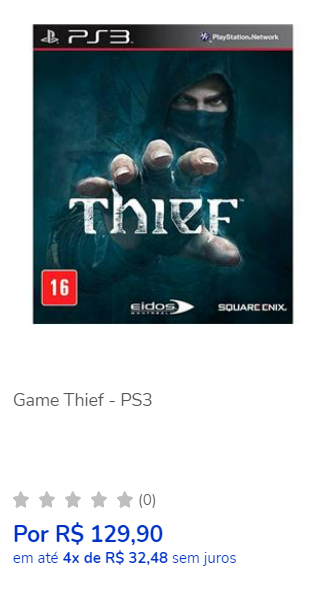 PS3
PlayStation Network
THIEF
16
eidos
MONTRÉAL
SQUARE ENIX.
Game Thief - PS3
(0)
Por R$ 129,90
em até 4x de R$ 32,48 sem juros